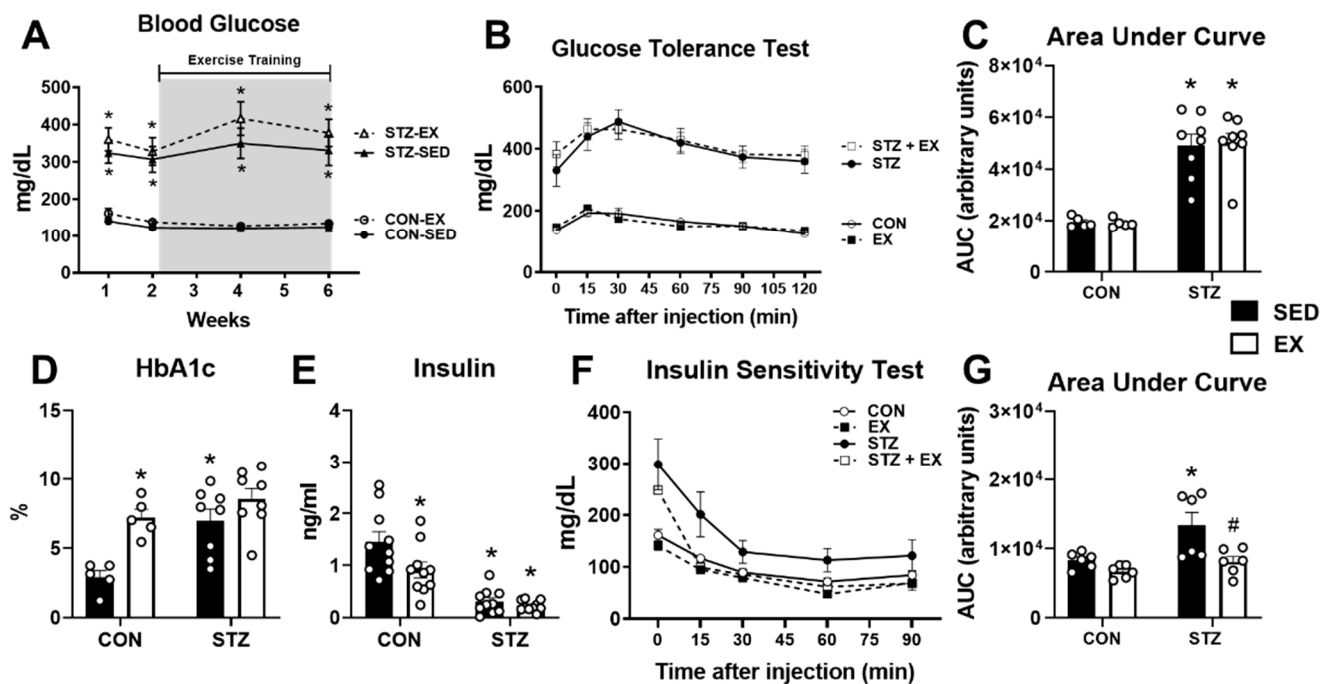 A
Blood Glucose
Exercise Training
mg/dL
500
400
300
200
100
0
*
*
*
*
*
*
*
*
STZ-EX
STZ-SED
CON-EX
CON-SED
1 2 3 4 5 6
Weeks
B
Glucose Tolerance Test
mg/dL
600
400
200
0
STZ + EX
STZ
CON
EX
0 15 30 45 60 75 90 105 120
Time after injection (min)
C
Area Under Curve
AUC (arbitrary units)
8×10⁴
6×10⁴
4×10⁴
2×10⁴
0
* *
CON STZ
SED
EX
D
HbA1c
%
15
10
5
0
* *
CON STZ
E
Insulin
ng/ml
4
3
2
1
0
* * *
CON STZ
F
Insulin Sensitivity Test
mg/dL
400
300
200
100
0
CON
EX
STZ
STZ + EX
0 15 30 45 60 75 90
Time after injection (min)
G
Area Under Curve
AUC (arbitrary units)
3×10⁴
2×10⁴
1×10⁴
0
* #
CON STZ